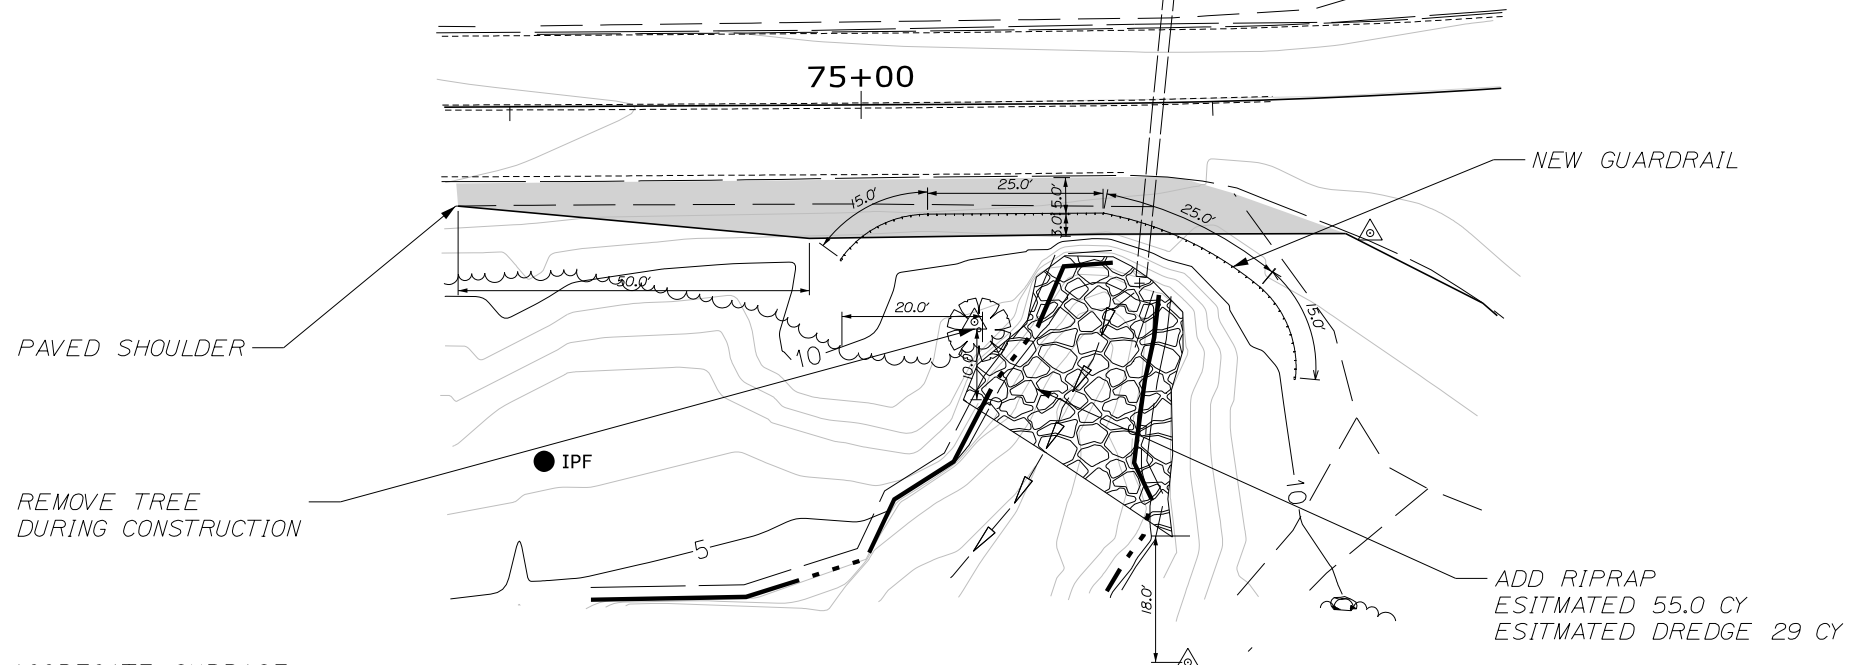 75+00
NEW GUARDRAIL
15.0'
25.0'
5.0'
3.0'
25.0'
50.0'
20.0'
15.0'
PAVED SHOULDER
10
10.0'
IPF
REMOVE TREE
DURING CONSTRUCTION
10
5
ADD RIPRAP
ESITMATED 55.0 CY
ESITMATED DREDGE 29 CY
18.0'